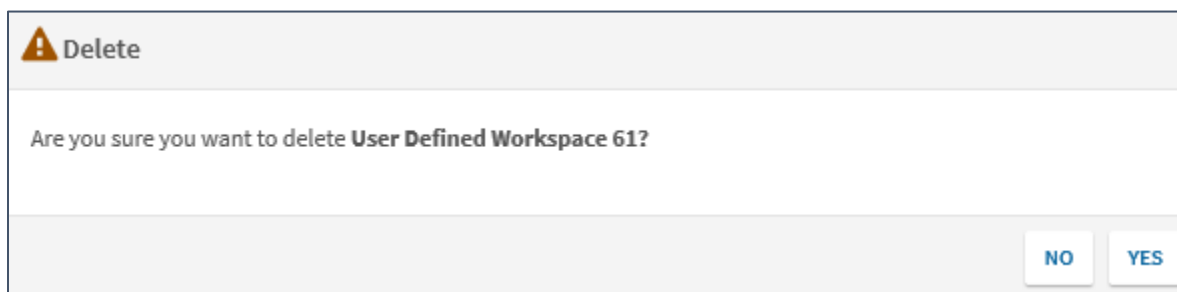 Delete
Are you sure you want to delete User Defined Workspace 61?
NO YES